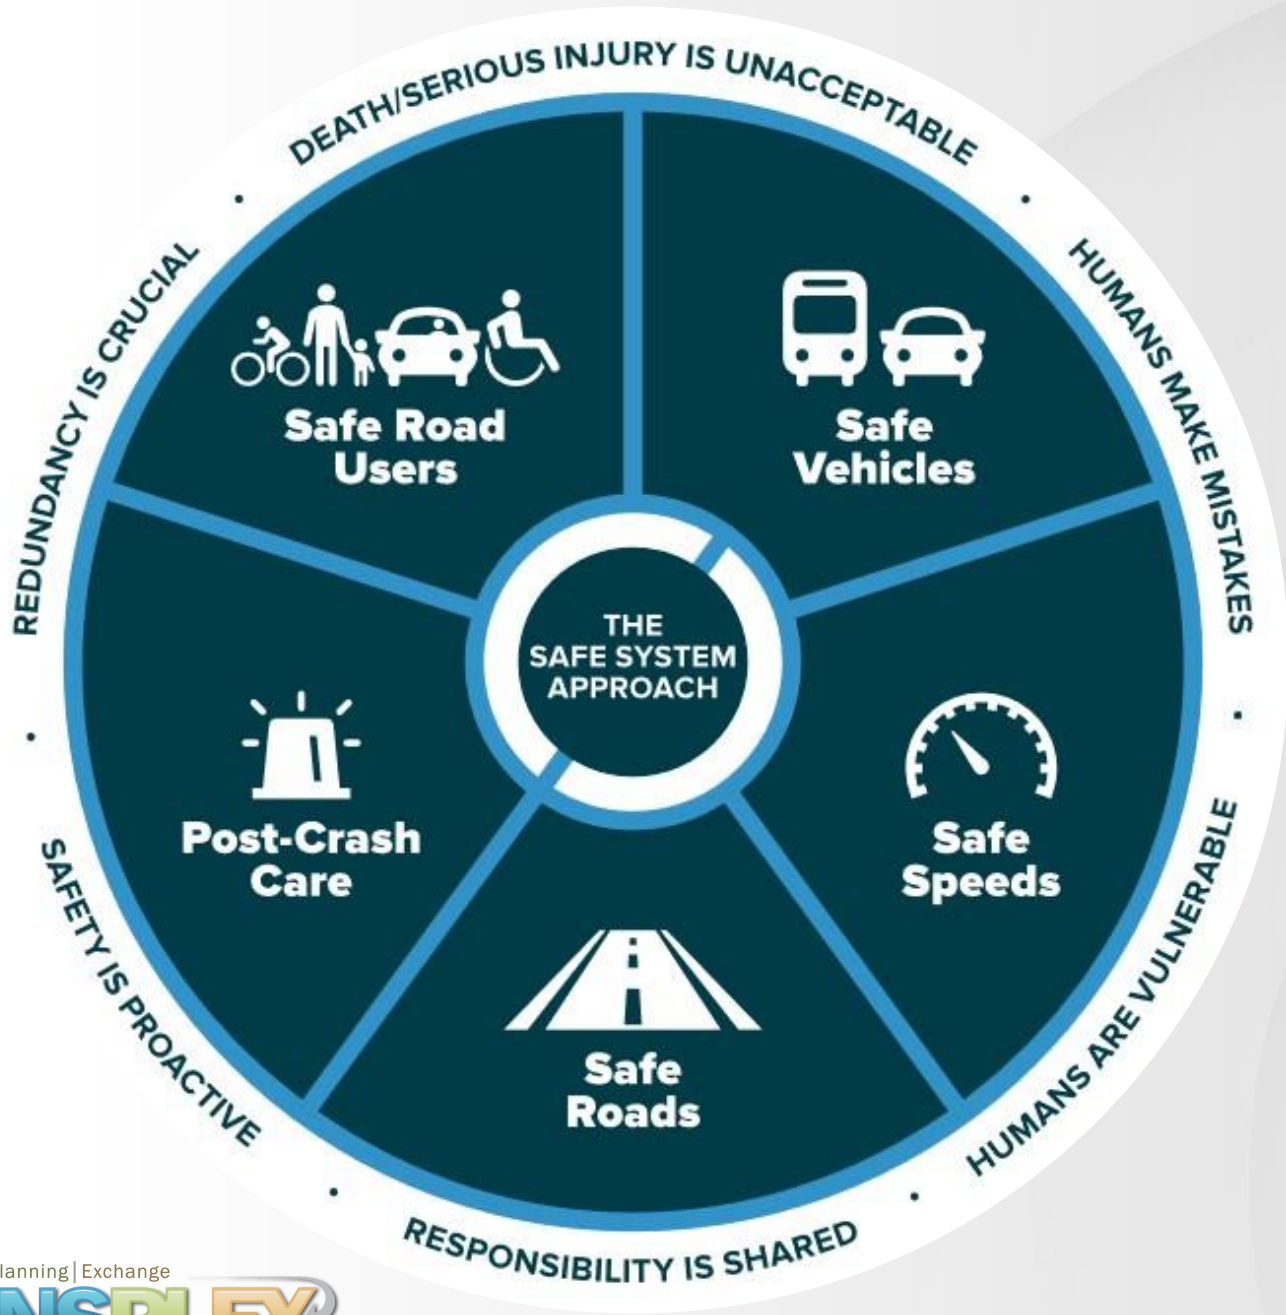 DEATH/SERIOUS INJURY IS UNACCEPTABLE
HUMANS MAKE MISTAKES
HUMANS ARE VULNERABLE
RESPONSIBILITY IS SHARED
SAFETY IS PROACTIVE
REDUNDANCY IS CRUCIAL
Safe Road
Users
Safe
Vehicles
THE
SAFE SYSTEM
APPROACH
Post-Crash
Care
Safe
Speeds
Safe
Roads
Exchange